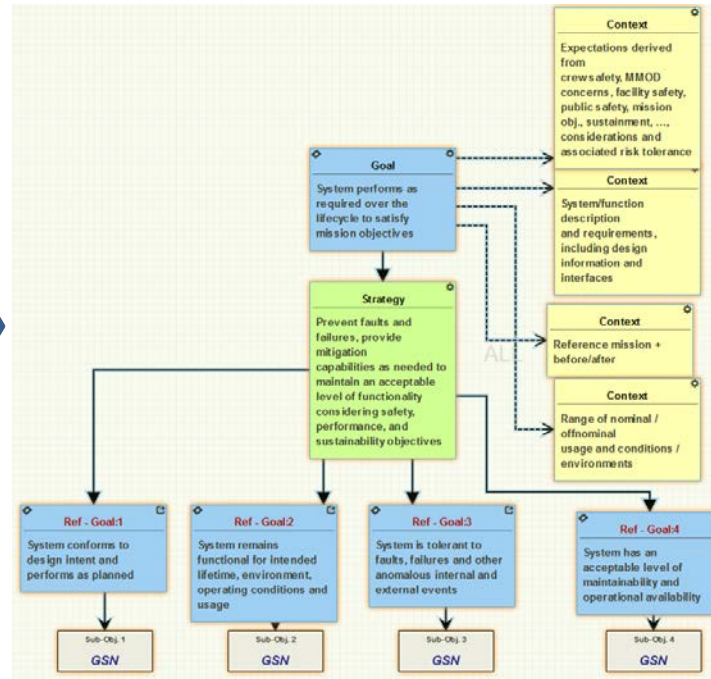 Context
Expectations derived
from
crew safety, MMOD
concerns, facility safety,
public safety, mission
obj., sustainment, ...,
considerations and
associated risk tolerance
Goal
System performs as
required over the
lifecycle to satisfy
mission objectives
Context
System/function
description
and requirements,
including design
information and
interfaces
Strategy
Prevent faults and
failures, provide
mitigation
capabilities as needed to
maintain an acceptable
level of functionality
considering safety,
performance, and
sustainability objectives
Context
Reference mission +
before/after
Context
Range of nominal /
offnominal
usage and conditions /
environments
Ref - Goal:1
System conforms to
design intent and
performs as planned
Ref - Goal:2
System remains
functional for intended
lifetime, environment,
operating conditions and
usage
Ref - Goal:3
System is tolerant to
faults, failures and other
anomalous internal and
external events
Ref - Goal:4
System has an
acceptable level of
maintainability and
operational availability
Sub-Obj. 1
GSN
Sub-Obj. 2
GSN
Sub-Obj. 3
GSN
Sub-Obj. 4
GSN